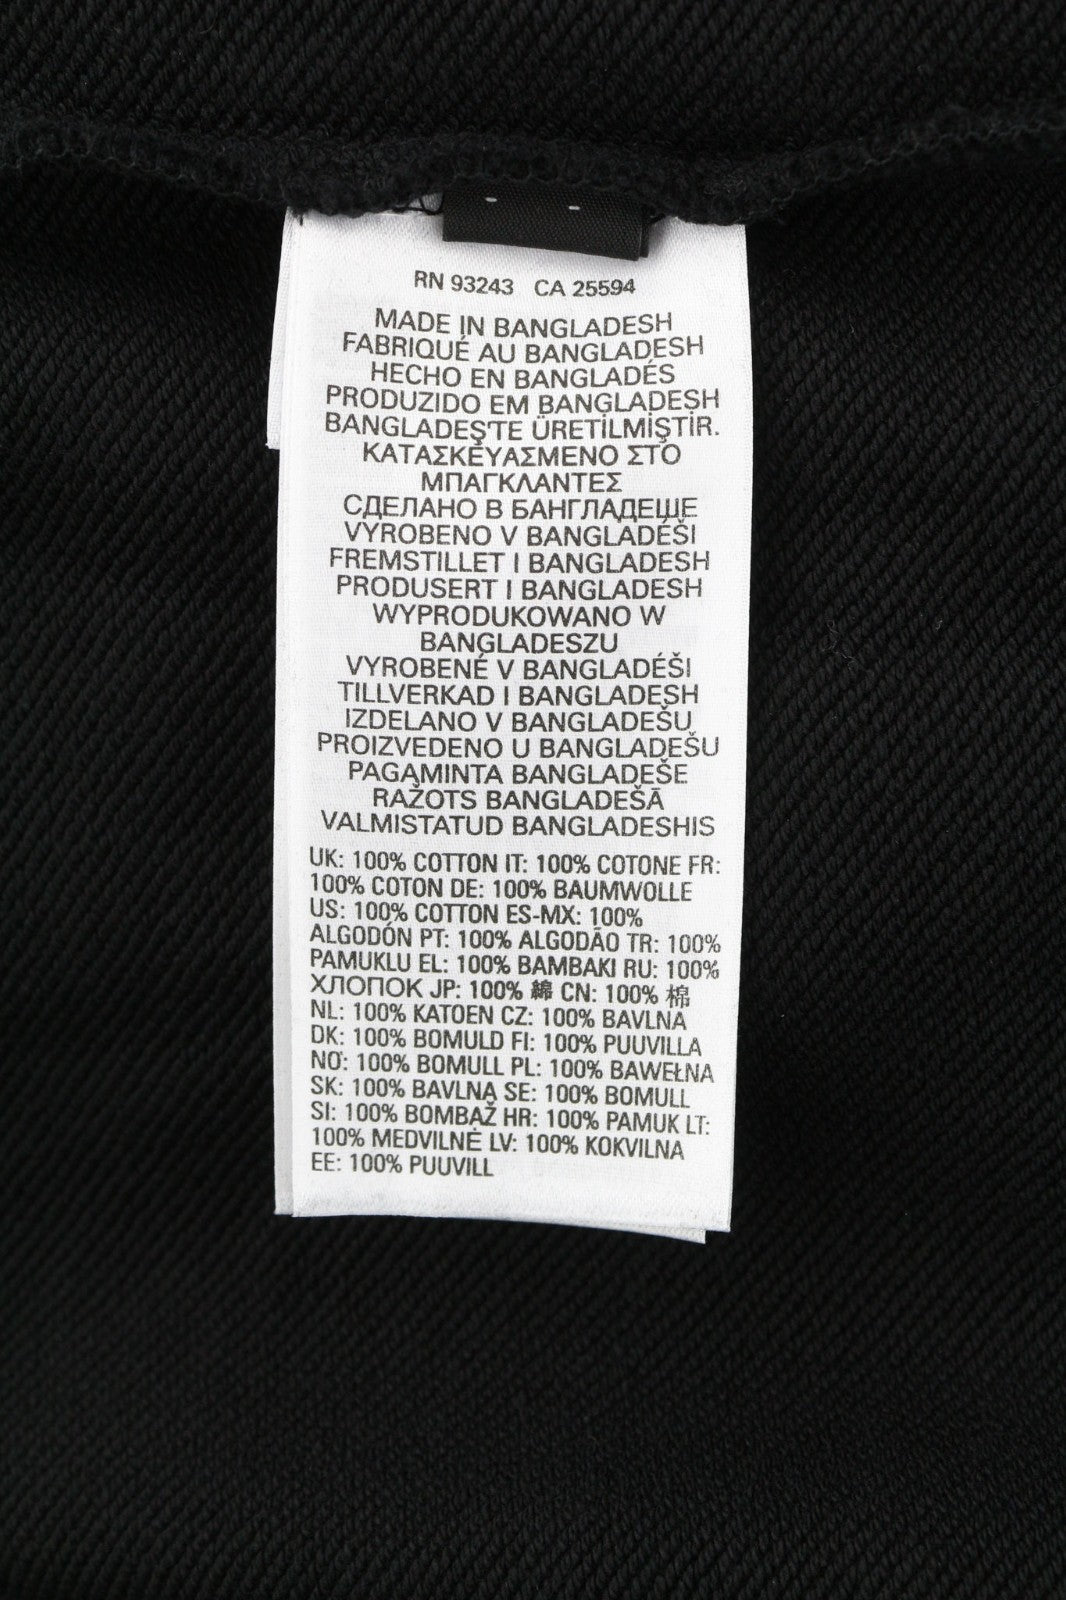 RN 93243 CA 25594
MADE IN BANGLADESH
FABRIQUÉ AU BANGLADESH
HECHO EN BANGLADÉS
PRODUZIDO EM BANGLADESH
BANGLADEŞ'TE ÜRETİLMİŞTİR.
ΚΑΤΑΣΚΕΥΑΣΜΕΝΟ ΣΤΟ
ΜΠΑΓΚΛΑΝΤΕΣ
СДЕЛАНО В БАНГЛАДЕШЕ
VYROBENO V BANGLADÉŠI
FREMSTILLET I BANGLADESH
PRODUSERT I BANGLADESH
WYPRODUKOWANO W
BANGLADESZU
VYROBENÉ V BANGLADÉŠI
TILLVERKAD I BANGLADESH
IZDELANO V BANGLADEŠU
PROIZVEDENO U BANGLADEŠU
PAGAMINTA BANGLADEŠE
RAŽOTS BANGLADEŠĀ
VALMISTATUD BANGLADESHIS
UK: 100% COTTON IT: 100% COTONE FR:
100% COTON DE: 100% BAUMWOLLE
US: 100% COTTON ES-MX: 100%
ALGODÓN PT: 100% ALGODÃO TR: 100%
PAMUKLU EL: 100% ΒΑΜΒΑΚΙ RU: 100%
ХЛОПОК JP: 100% 綿 CN: 100% 棉
NL: 100% KATOEN CZ: 100% BAVLNA
DK: 100% BOMULD FI: 100% PUUVILLA
NO: 100% BOMULL PL: 100% BAWEŁNA
SK: 100% BAVLNA SE: 100% BOMULL
SI: 100% BOMBAŽ HR: 100% PAMUK LT:
100% MEDVILNĖ LV: 100% KOKVILNA
EE: 100% PUUVILL